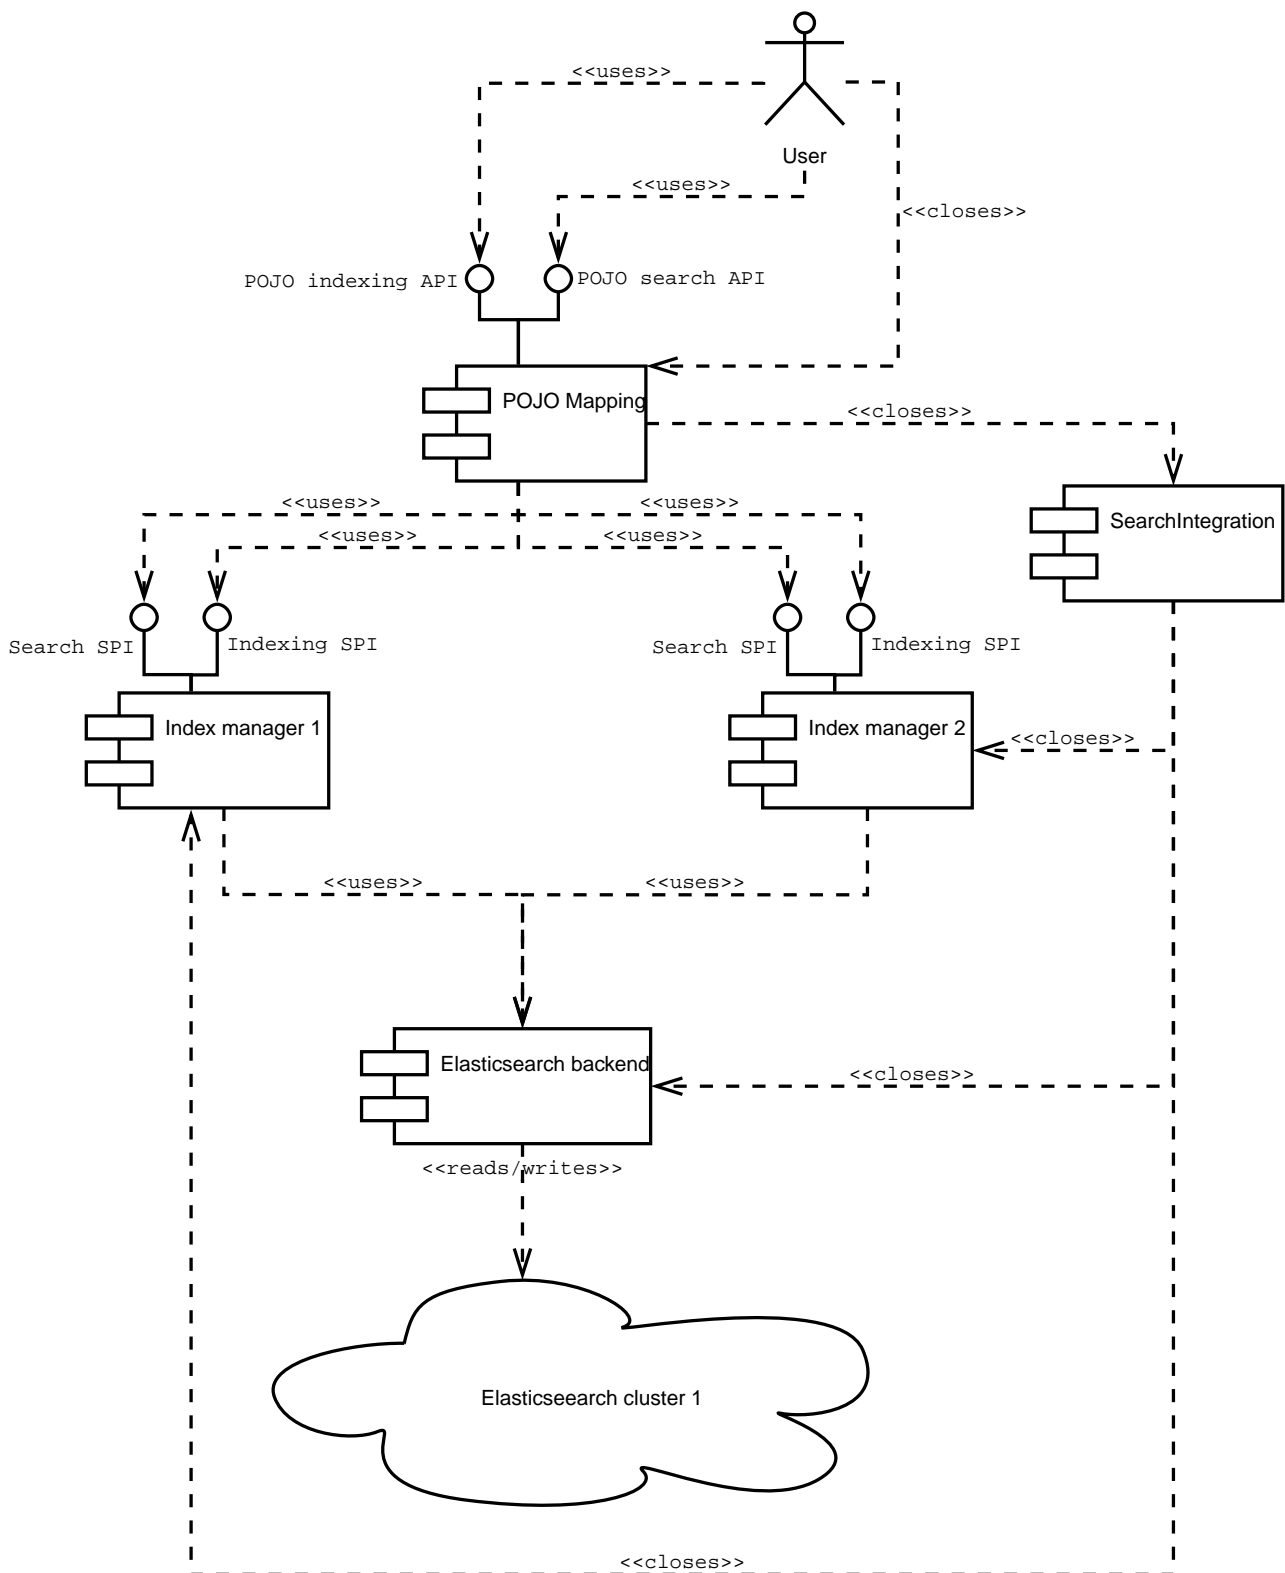 <<uses>>
User
<<uses>>
<<closes>>
POJO indexing API
POJO search API
POJO Mapping
<<closes>>
<<uses>>
<<uses>>
SearchIntegration
<<uses>>
<<uses>>
Search SPI
Indexing SPI
Search SPI
Indexing SPI
Index manager 1
Index manager 2
<<closes>>
<<uses>>
<<uses>>
Elasticsearch backend
<<closes>>
<<reads/writes>>
Elasticseearch cluster 1
<<closes>>